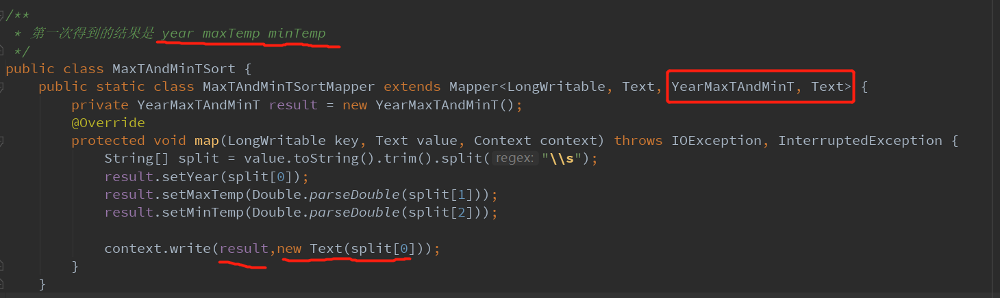 /**
* 第一次得到的结果是 year maxTemp minTemp
*/
public class MaxTAndMinTSort {
public static class MaxTAndMinTSortMapper extends Mapper<LongWritable, Text, YearMaxTAndMinT, Text> {
private YearMaxTAndMinT result = new YearMaxTAndMinT();
@Override
protected void map(LongWritable key, Text value, Context context) throws IOException, InterruptedException {
String[] split = value.toString().trim().split( regex: "\\s");
result.setYear(split[0]);
result.setMaxTemp(Double.parseDouble(split[1]));
result.setMinTemp(Double.parseDouble(split[2]));
context.write(result,new Text(split[0]));
}
}